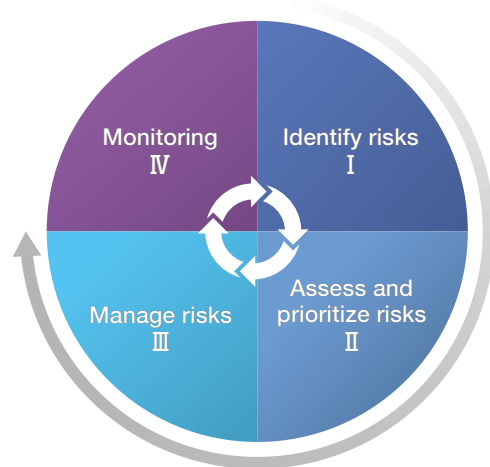 Monitoring
Ⅳ
Identify risks
Ⅰ
Manage risks
Ⅲ
Assess and
prioritize risks
Ⅱ